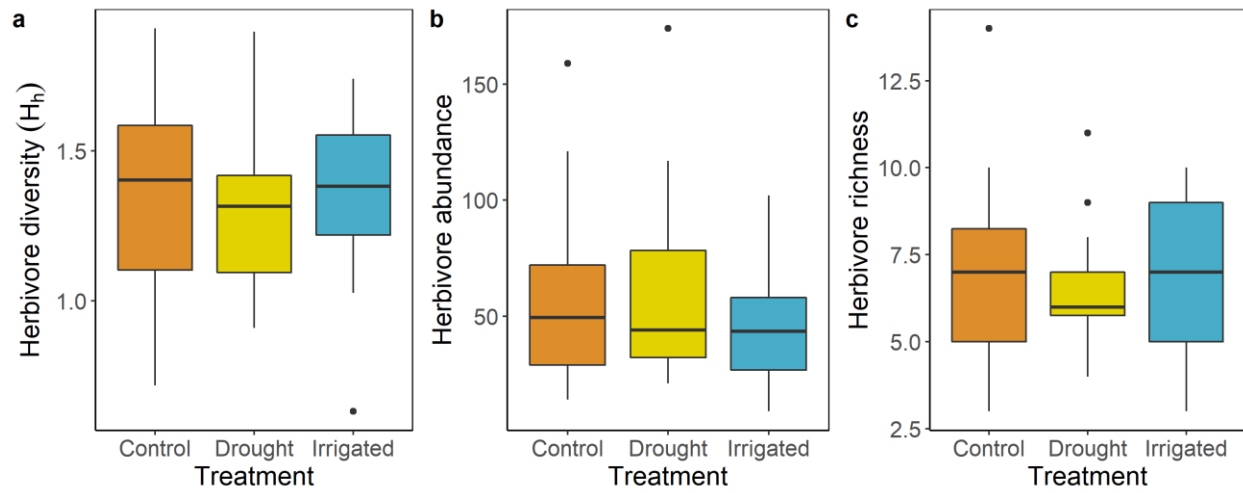 a
Herbivore diversity (Hₕ)
1.5
1.0
Control Drought Irrigated
Treatment
b
Herbivore abundance
150
100
50
Control Drought Irrigated
Treatment
c
Herbivore richness
12.5
10.0
7.5
5.0
2.5
Control Drought Irrigated
Treatment